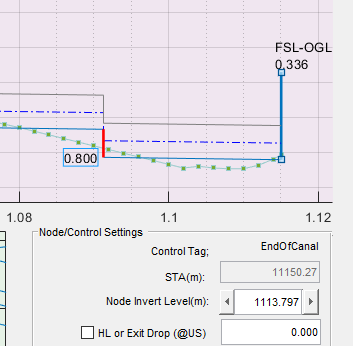 FSL-OGL
0.336
0.800
1.08
1.1
1.12
Node/Control Settings
Control Tag;
EndOfCanal
STA(m):
11150.27
Node Invert Level(m):
1113.797
HL or Exit Drop (@US)
0.000